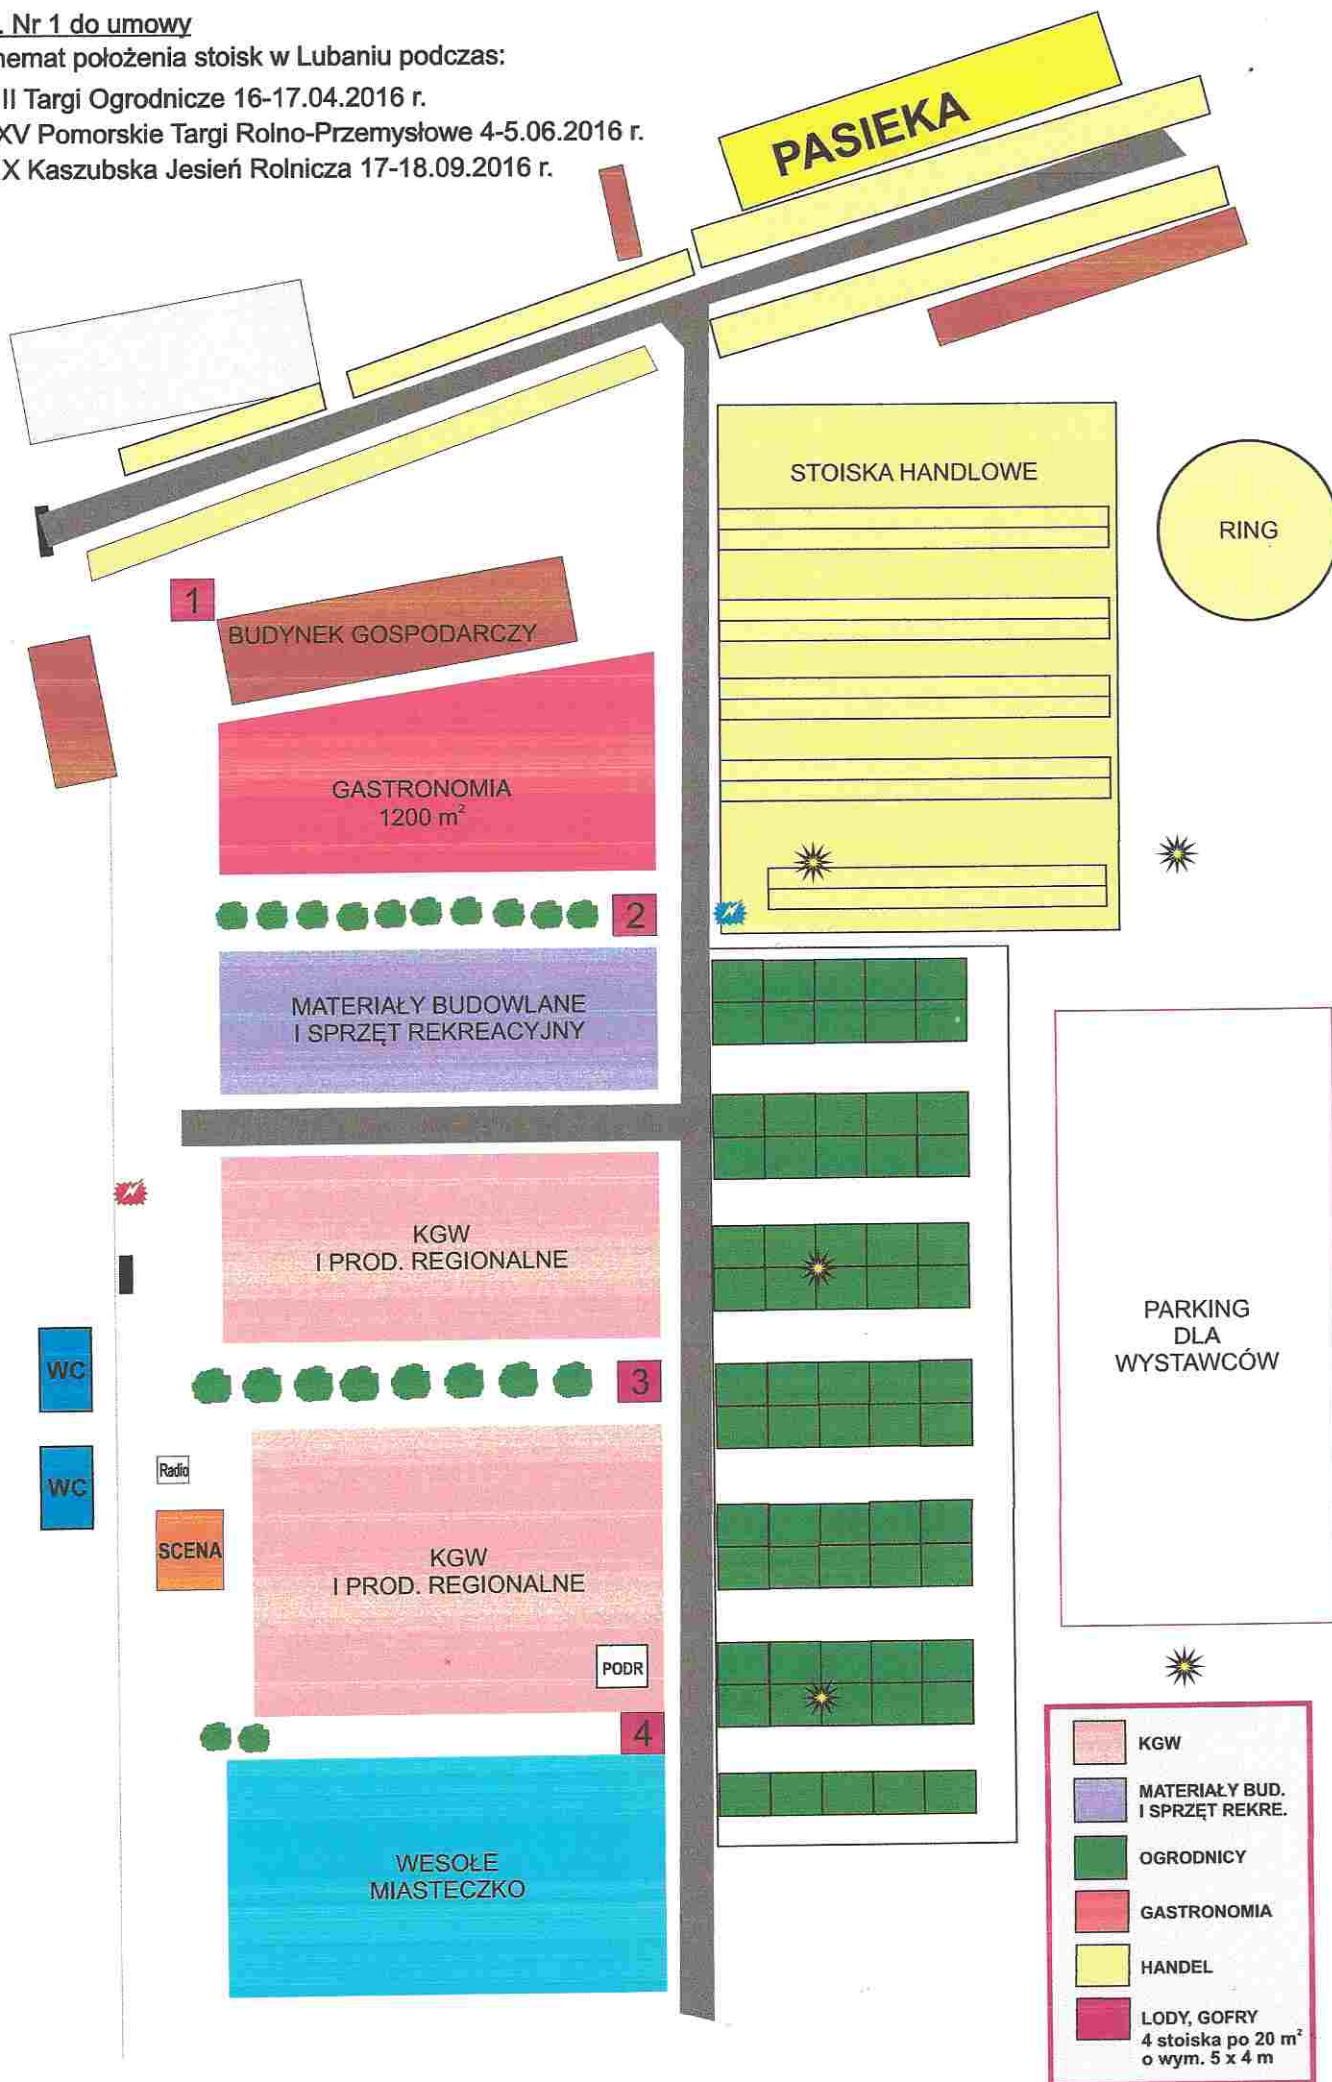 . Nr 1 do umowy
hemat położenia stoisk w Lubaniu podczas:
II Targi Ogrodnicze 16-17.04.2016 r.
XV Pomorskie Targi Rolno-Przemysłowe 4-5.06.2016 r.
X Kaszubska Jesień Rolnicza 17-18.09.2016 r.
PASIEKA
STOISKA HANDLOWE
RING
1
BUDYNEK GOSPODARCZY
GASTRONOMIA
1200 m²
2
MATERIAŁY BUDOWLANE
I SPRZĘT REKREACYJNY
KGW
I PROD. REGIONALNE
PARKING
DLA
WYSTAWCÓW
WC
3
WC
Radio
SCENA
KGW
I PROD. REGIONALNE
PODR
4
WESOŁE
MIASTECZKO
KGW
MATERIAŁY BUD.
I SPRZĘT REKRE.
OGRODNICY
GASTRONOMIA
HANDEL
LODY, GOFRY
4 stoiska po 20 m²
o wym. 5 x 4 m